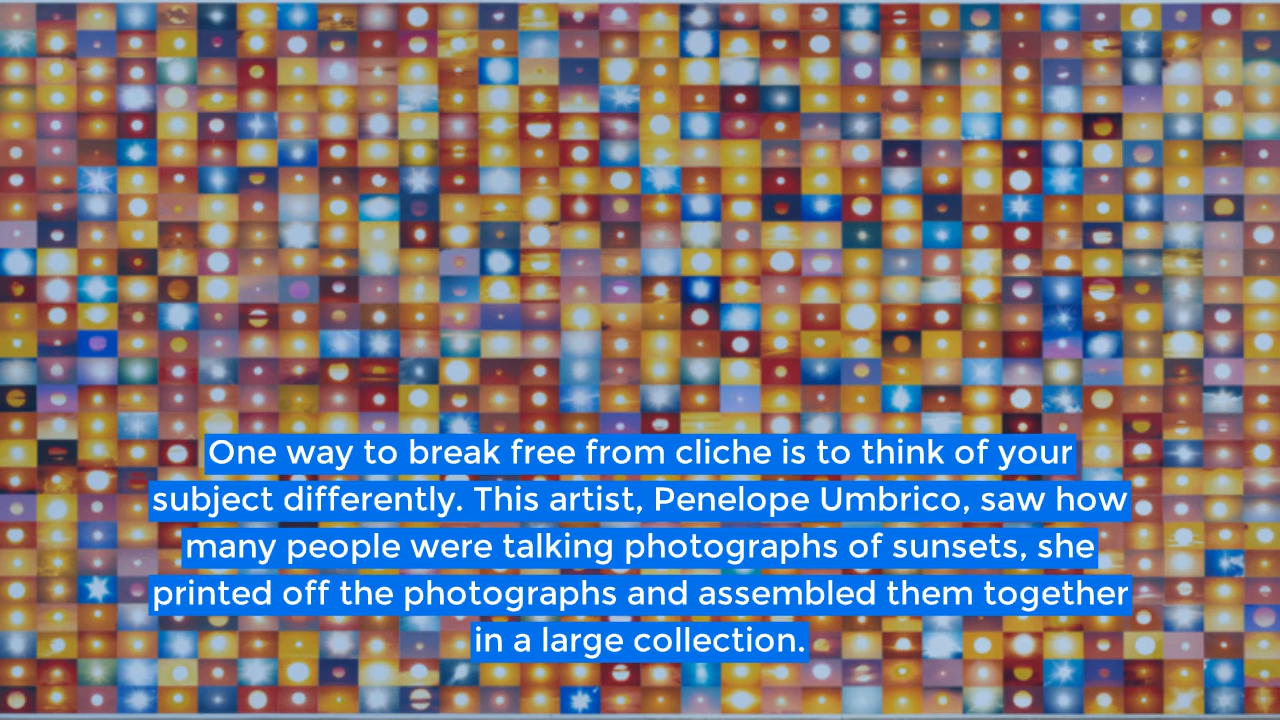 One way to break free from cliche is to think of your
subject differently. This artist, Penelope Umbrico, saw how
many people were talking photographs of sunsets, she
printed off the photographs and assembled them together
in a large collection.